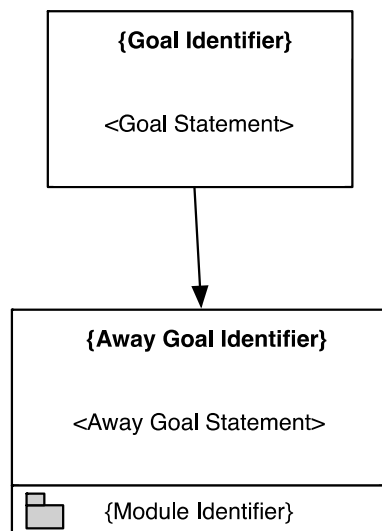 {Goal Identifier}
<Goal Statement>
{Away Goal Identifier}
<Away Goal Statement>
{Module Identifier}